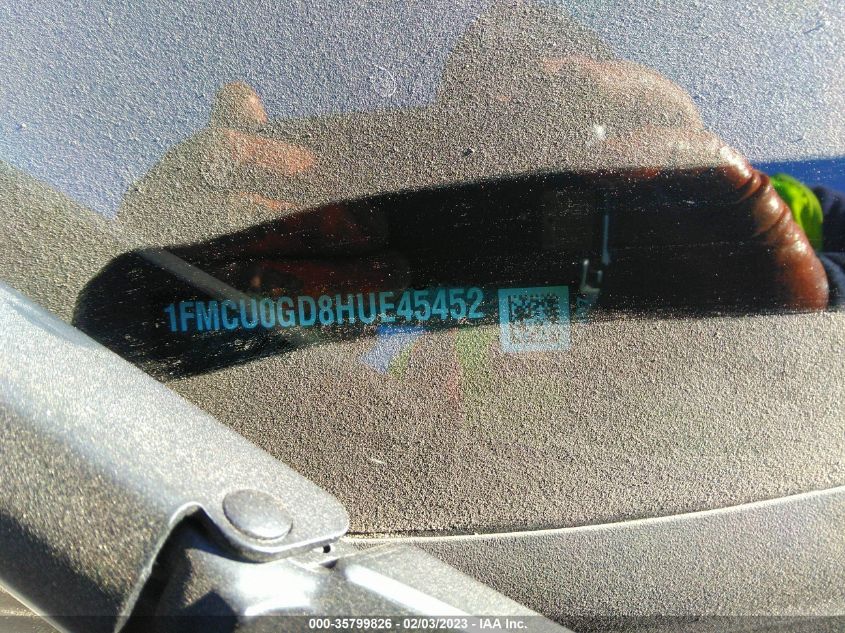 1FMCU0GD8HUE45452
000-35799826 - 02/03/2023 - IAA Inc.